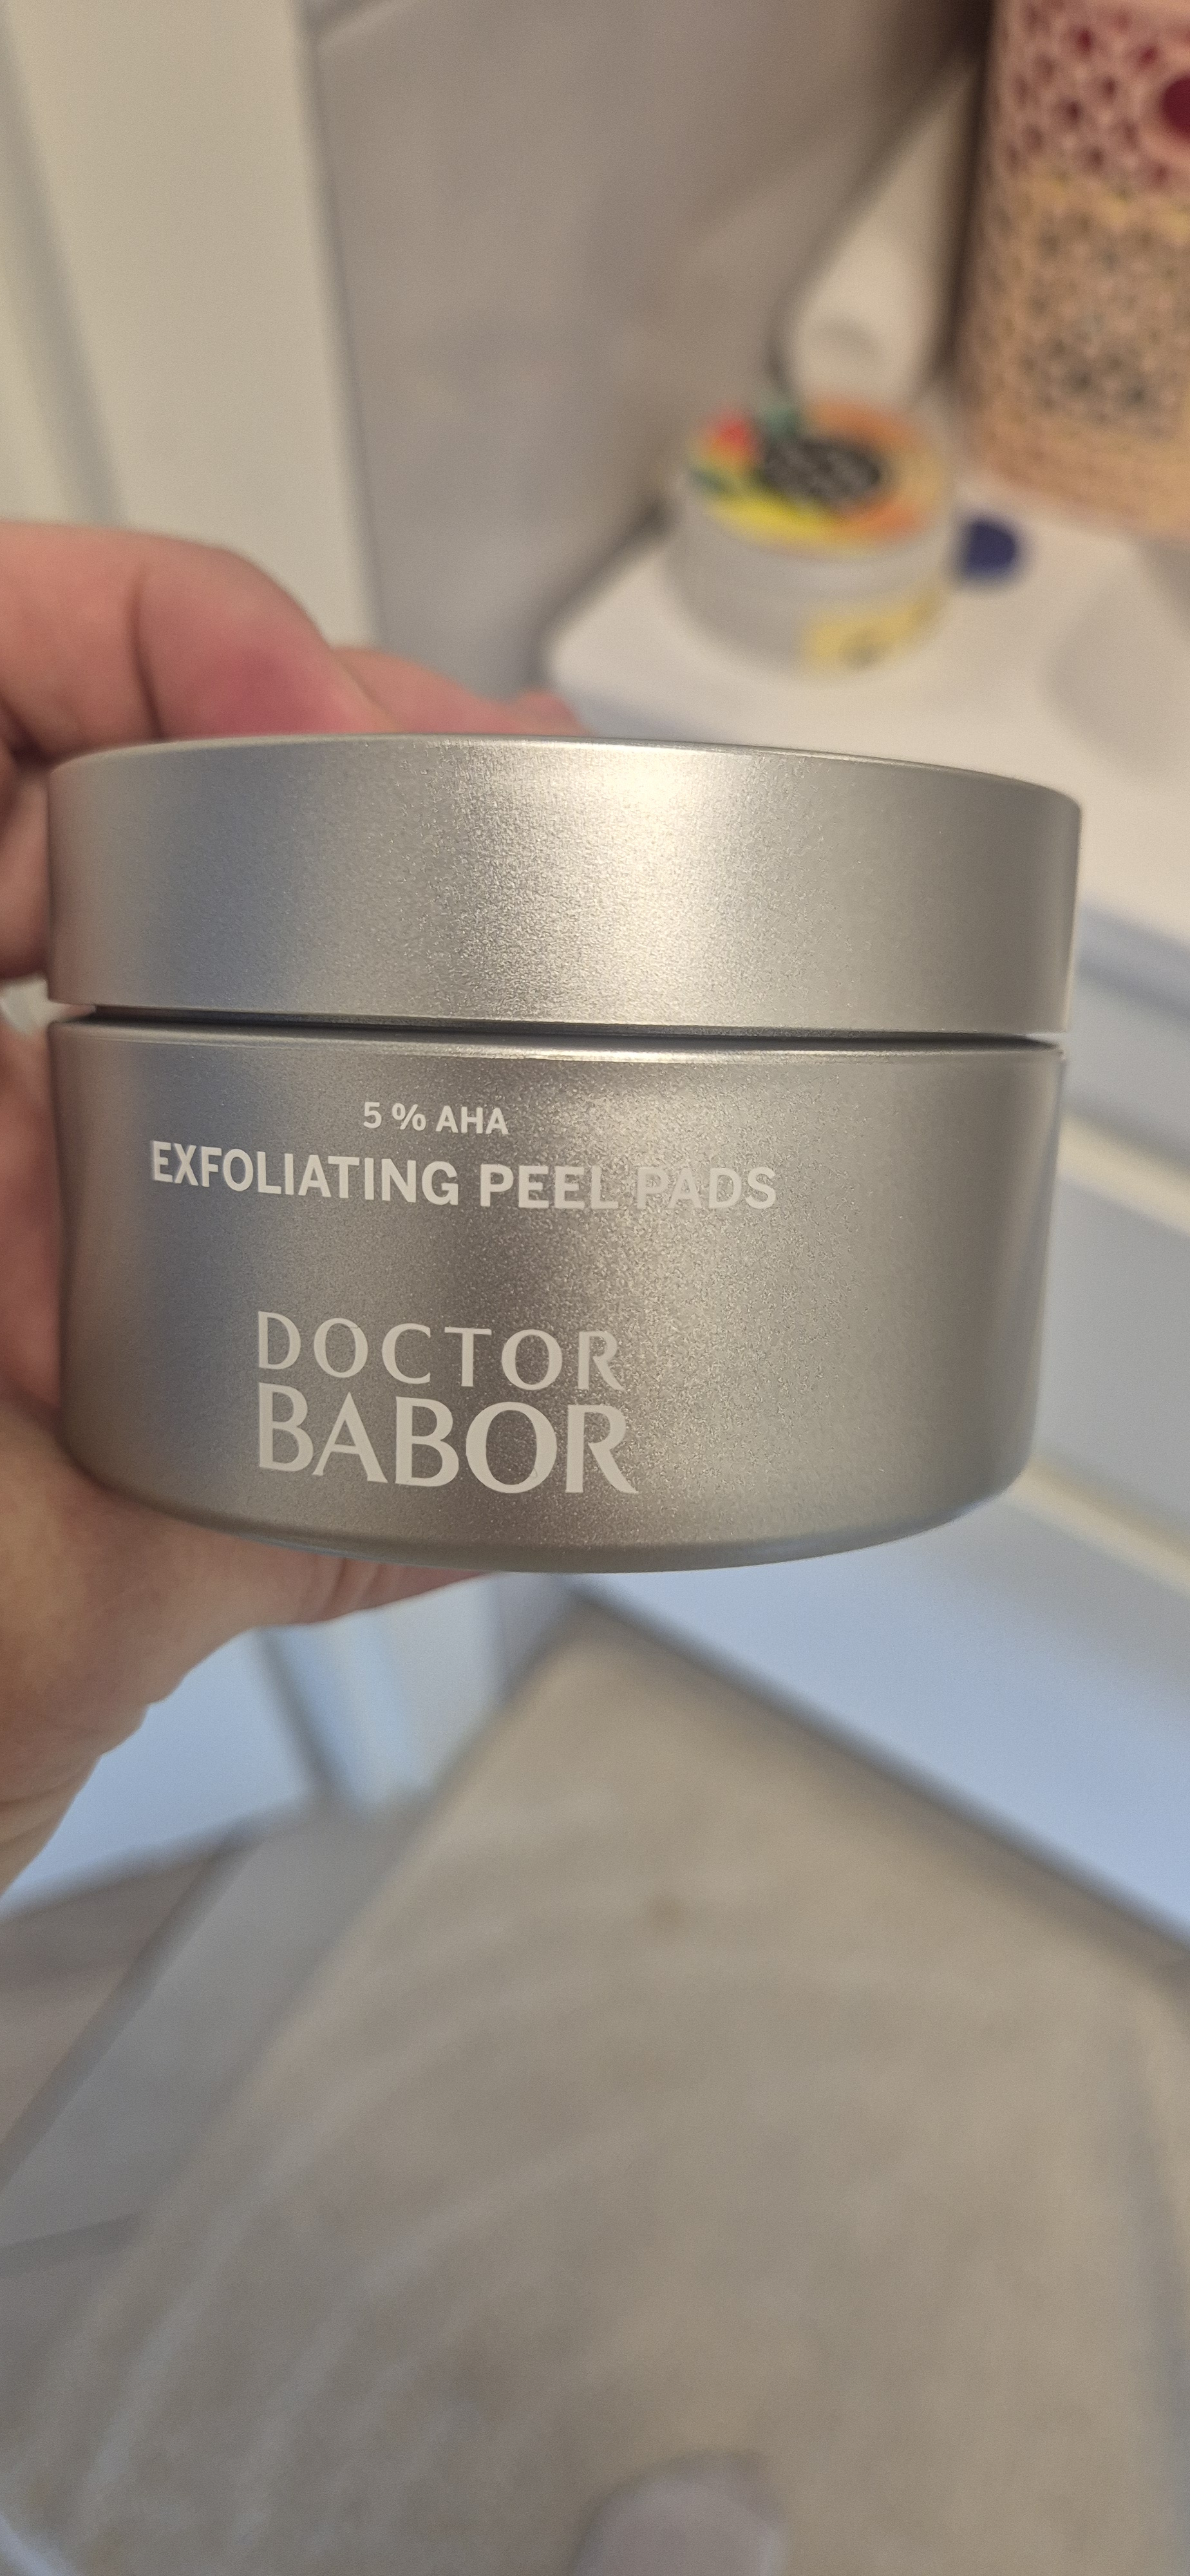 5 % AHA
EXFOLIATING PEEL PADS
DOCTOR
BABOR